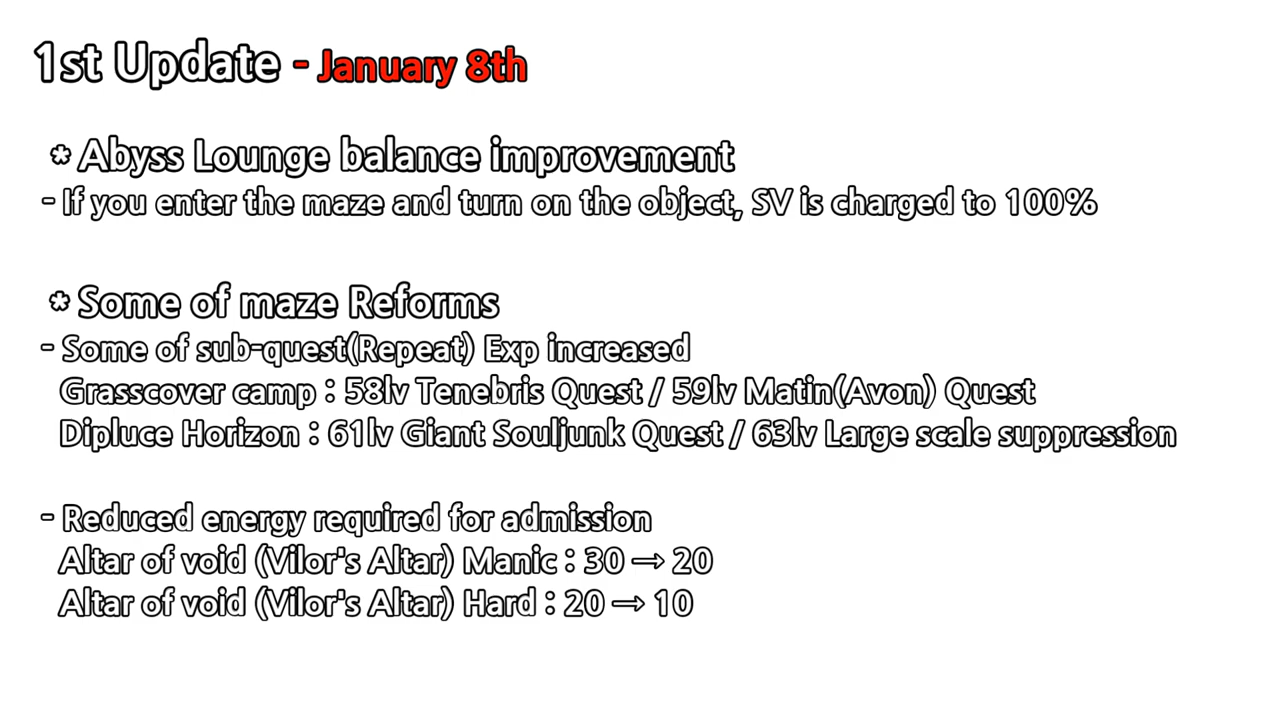 1st Update - January 8th
* Abyss Lounge balance improvement
- If you enter the maze and turn on the object, SV is charged to 100%
* Some of maze Reforms
- Some of sub-quest(Repeat) Exp increased
Grasscover camp : 58lv Tenebris Quest / 59lv Matin(Avon) Quest
Dipluce Horizon : 61lv Giant Souljunk Quest / 63lv Large scale suppression
- Reduced energy required for admission
Altar of void (Vilor's Altar) Manic : 30 → 20
Altar of void (Vilor's Altar) Hard : 20 → 10